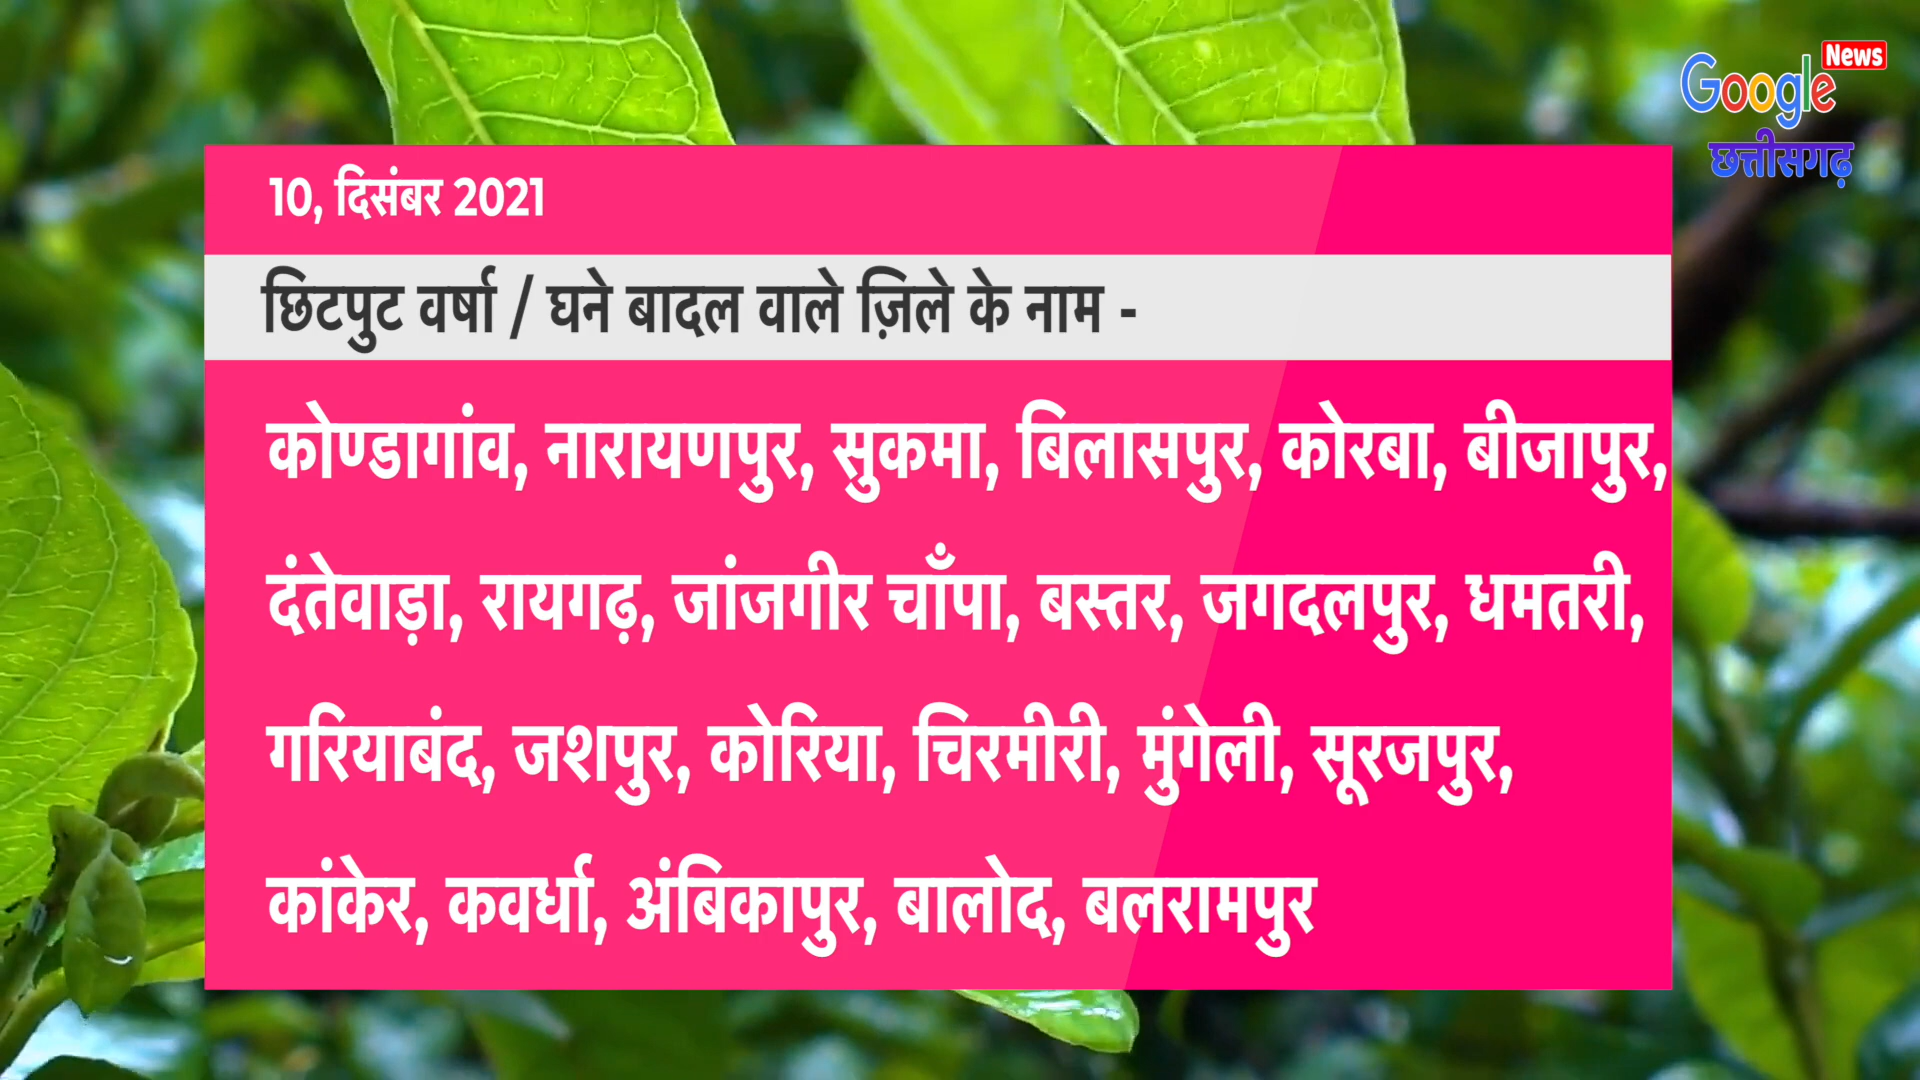 Google News
छत्तीसगढ़
10, दिसंबर 2021
छिटपुट वर्षा / घने बादल वाले ज़िले के नाम -
कोण्डागांव, नारायणपुर, सुकमा, बिलासपुर, कोरबा, बीजापुर,
दंतेवाड़ा, रायगढ़, जांजगीर चाँपा, बस्तर, जगदलपुर, धमतरी,
गरियाबंद, जशपुर, कोरिया, चिरमीरी, मुंगेली, सूरजपुर,
कांकेर, कवर्धा, अंबिकापुर, बालोद, बलरामपुर